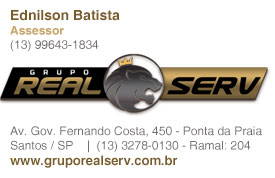 Ednilson Batista
Assessor
(13) 99643-1834
GRUPO
REAL SERV
Av. Gov. Fernando Costa, 450 - Ponta da Praia
Santos / SP | (13) 3278-0130 - Ramal: 204
www.gruporealserv.com.br